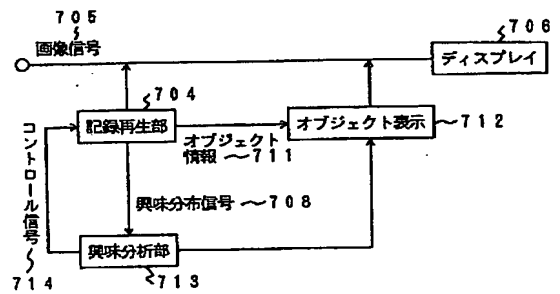 705
画像信号
706
ディスプレイ
704
記録再生部
オブジェクト表示
712
オブジェクト
情報
711
コントロール信号
興味分布信号
708
興味分析部
713
714